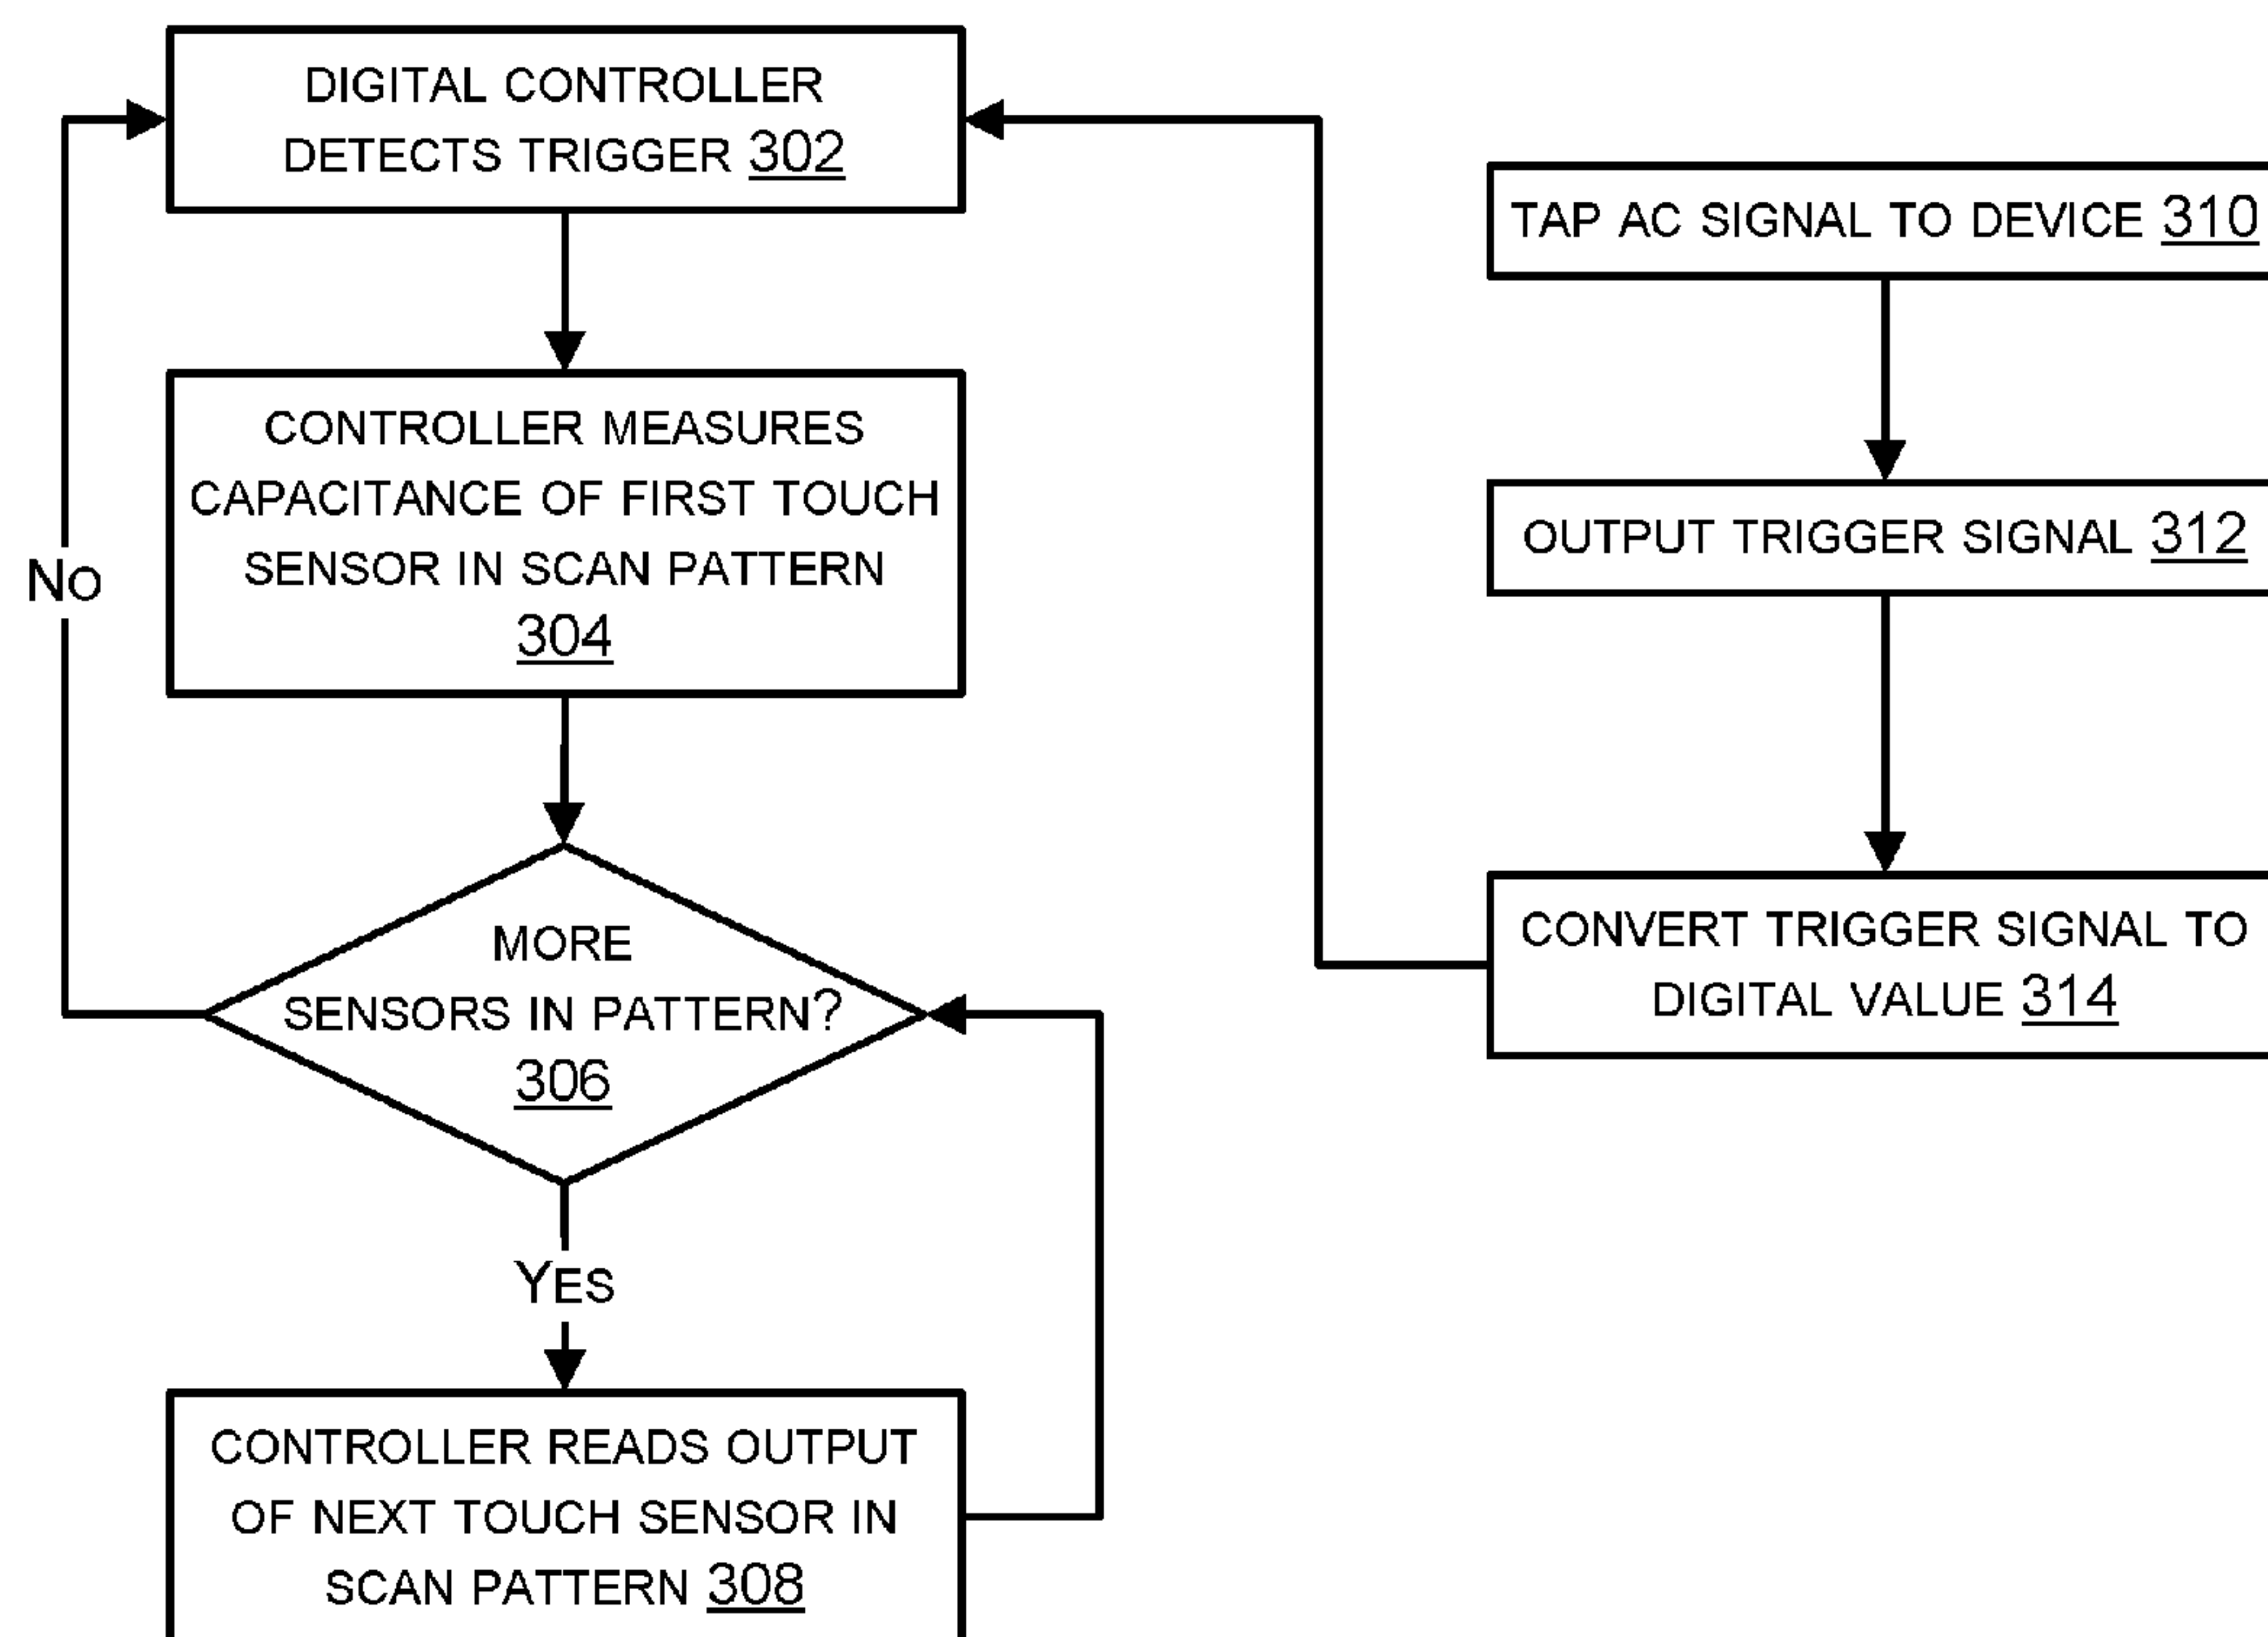 DIGITAL CONTROLLER
DETECTS TRIGGER 302
CONTROLLER MEASURES
CAPACITANCE OF FIRST TOUCH
SENSOR IN SCAN PATTERN
304
NO
MORE
SENSORS IN PATTERN?
306
YES
CONTROLLER READS OUTPUT
OF NEXT TOUCH SENSOR IN
SCAN PATTERN 308
TAP AC SIGNAL TO DEVICE 310
OUTPUT TRIGGER SIGNAL 312
CONVERT TRIGGER SIGNAL TO
DIGITAL VALUE 314